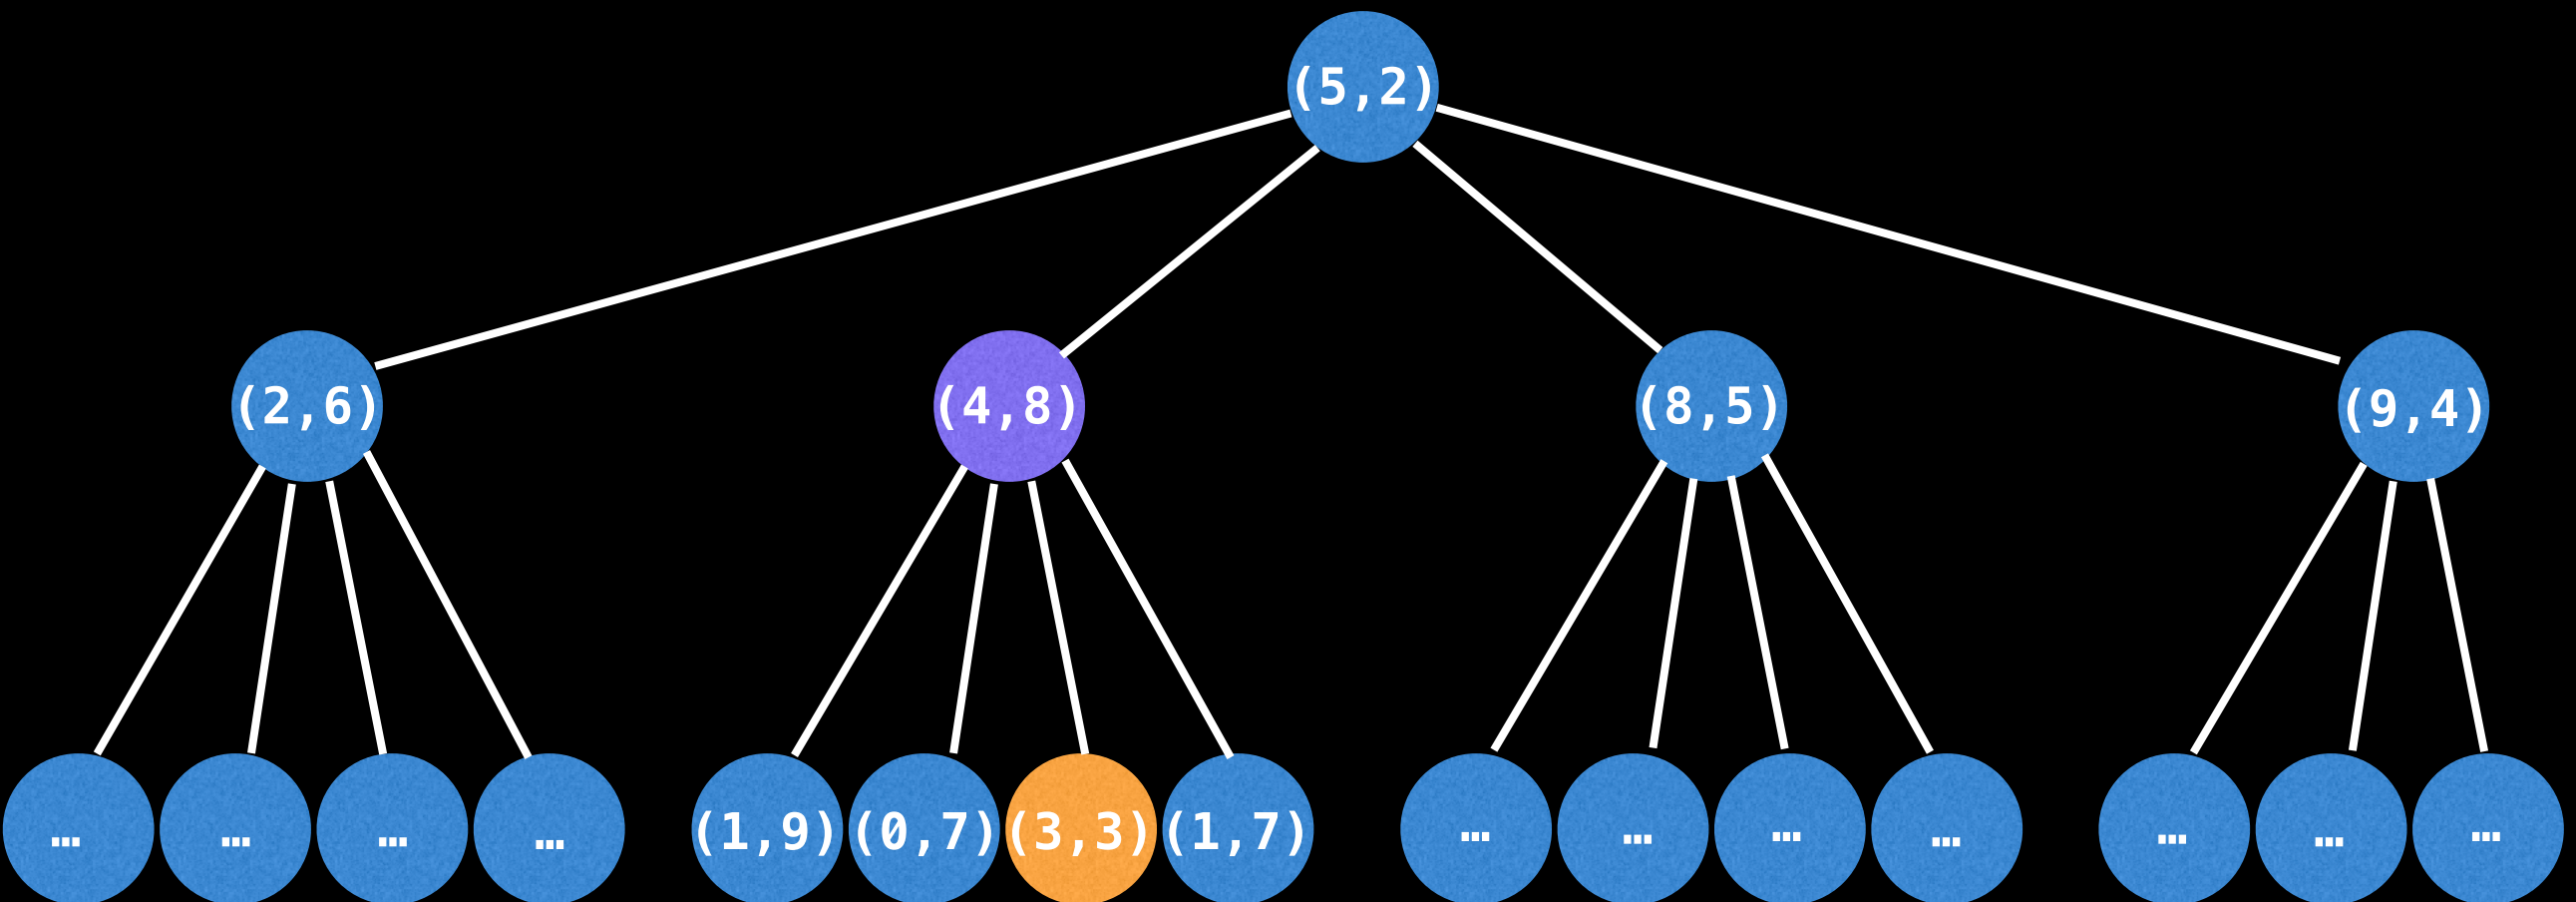 (5,2)
(2,6) (4,8) (8,5) (9,4)
… … … … (1,9) (0,7) (3,3) (1,7) … … … … … … …